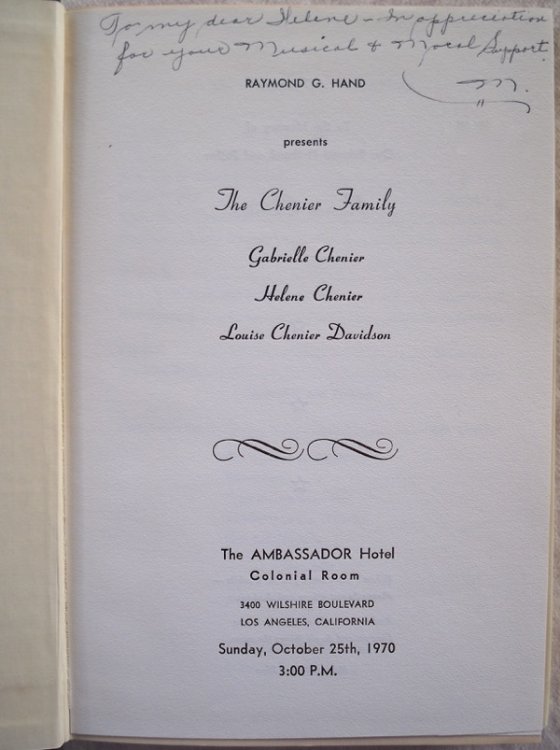 To my dear Helene – In appreciation
for your Musical & Moral Support.
M.
RAYMOND G. HAND
presents
The Chenier Family
Gabrielle Chenier
Helene Chenier
Louise Chenier Davidson
The AMBASSADOR Hotel
Colonial Room
3400 WILSHIRE BOULEVARD
LOS ANGELES, CALIFORNIA
Sunday, October 25th, 1970
3:00 P.M.